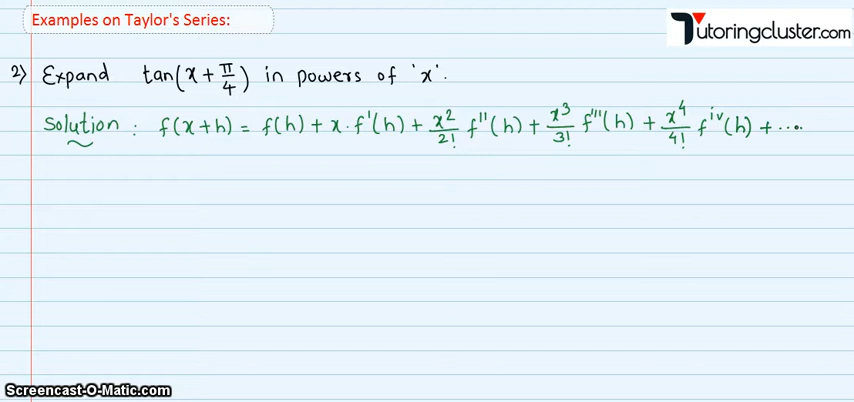 Examples on Taylor's Series:
Tutoringcluster.com
2) Expand tan(x + π/4) in powers of 'x'.
Solution : f(x+h) = f(h) + x · f'(h) + x²/2! f''(h) + x³/3! f'''(h) + x⁴/4! f^iv(h) + ....
Screencast-O-Matic.com